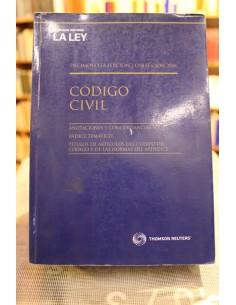 LA LEY
CÓDIGO
CIVIL
ANOTACIONES Y
ÍNDICE TEMÁTICO
TÍTULOS DE ARTÍCULOS DEL CUERPO DEL
CÓDIGO Y DE LAS NORMAS DEL APÉNDICE
THOMSON REUTERS